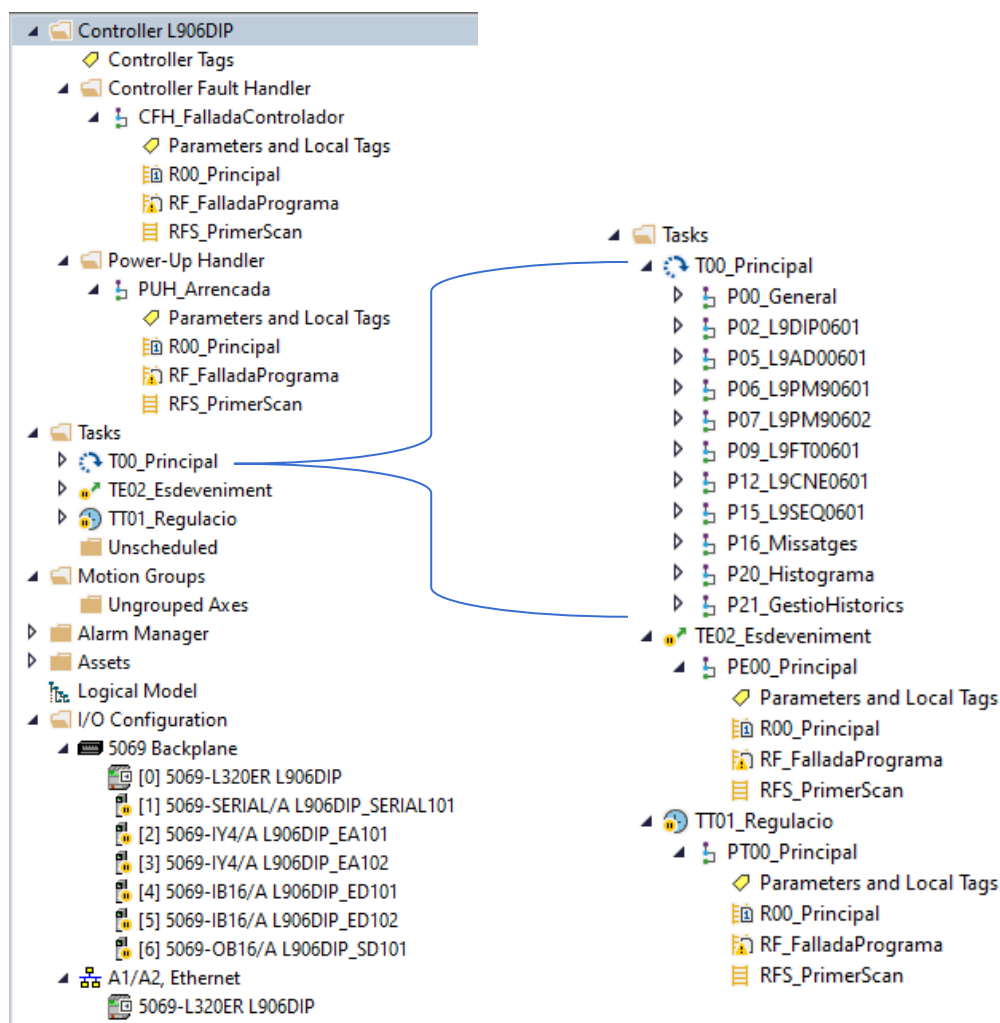 Controller L906DIP
Controller Tags
Controller Fault Handler
CFH_FalladaControlador
Parameters and Local Tags
R00_Principal
RF_FalladaPrograma
RFS_PrimerScan
Power-Up Handler
PUH_Arrencada
Parameters and Local Tags
R00_Principal
RF_FalladaPrograma
RFS_PrimerScan
Tasks
T00_Principal
TE02_Esdeveniment
TT01_Regulacio
Unscheduled
Motion Groups
Ungrouped Axes
Alarm Manager
Assets
Logical Model
I/O Configuration
5069 Backplane
[0] 5069-L320ER L906DIP
[1] 5069-SERIAL/A L906DIP_SERIAL101
[2] 5069-IY4/A L906DIP_EA101
[3] 5069-IY4/A L906DIP_EA102
[4] 5069-IB16/A L906DIP_ED101
[5] 5069-IB16/A L906DIP_ED102
[6] 5069-OB16/A L906DIP_SD101
A1/A2, Ethernet
5069-L320ER L906DIP
Tasks
T00_Principal
P00_General
P02_L9DIP0601
P05_L9AD00601
P06_L9PM90601
P07_L9PM90602
P09_L9FT00601
P12_L9CNE0601
P15_L9SEQ0601
P16_Missatges
P20_Histograma
P21_GestioHistorics
TE02_Esdeveniment
PE00_Principal
Parameters and Local Tags
R00_Principal
RF_FalladaPrograma
RFS_PrimerScan
TT01_Regulacio
PT00_Principal
Parameters and Local Tags
R00_Principal
RF_FalladaPrograma
RFS_PrimerScan